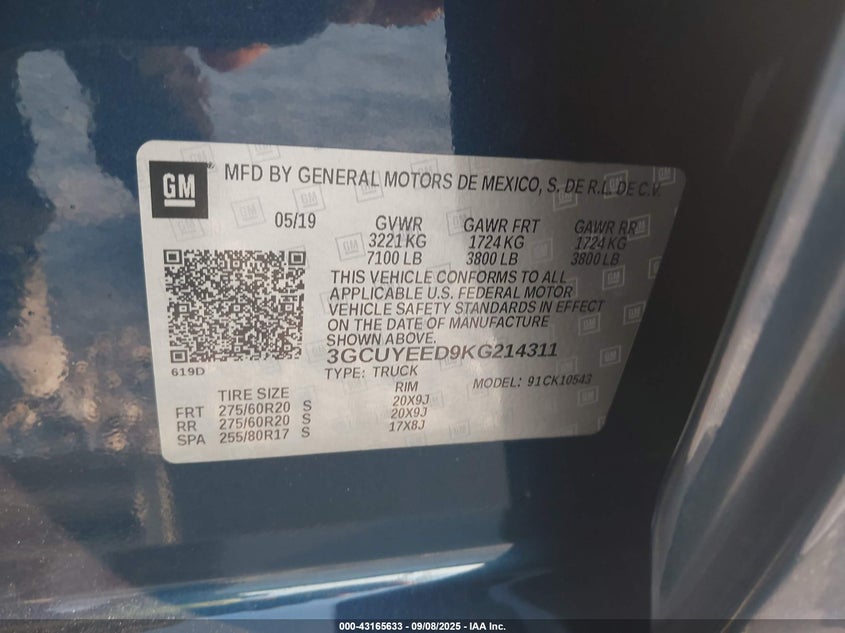 GM
MFD BY GENERAL MOTORS DE MEXICO, S. DE R.L. DE C.V.
05/19 GVWR GAWR FRT GAWR RR
3221 KG 1724 KG 1724 KG
7100 LB 3800 LB 3800 LB
THIS VEHICLE CONFORMS TO ALL
APPLICABLE U.S. FEDERAL MOTOR
VEHICLE SAFETY STANDARDS IN EFFECT
ON THE DATE OF MANUFACTURE
SHOWN ABOVE.
3GCUYEED9KG214311
619D
TYPE: TRUCK MODEL: 91CK10543
TIRE SIZE RIM
FRT 275/60R20 S 20X9J
RR 275/60R20 S 20X9J
SPA 255/80R17 S 17X8J
000-43165633 - 09/08/2025 - IAA Inc.